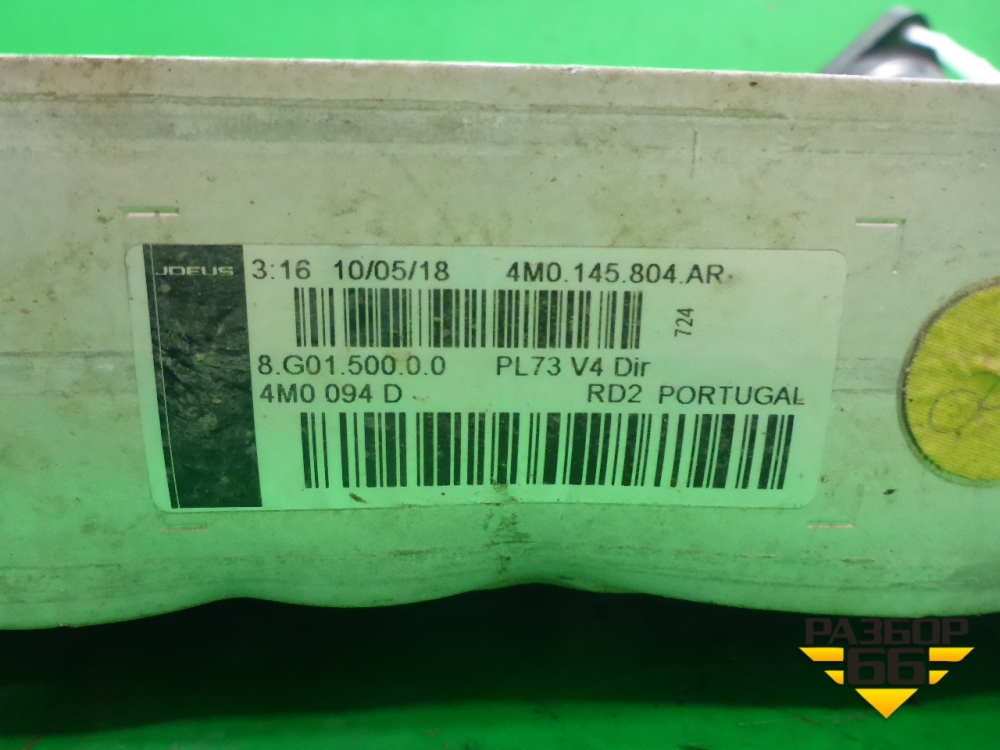 JDEUS
3:16 10/05/18 4M0.145.804.AR
724
8.G01.500.0.0 PL73 V4 Dir
4M0 094 D RD2 PORTUGAL
РАЗБОР
66